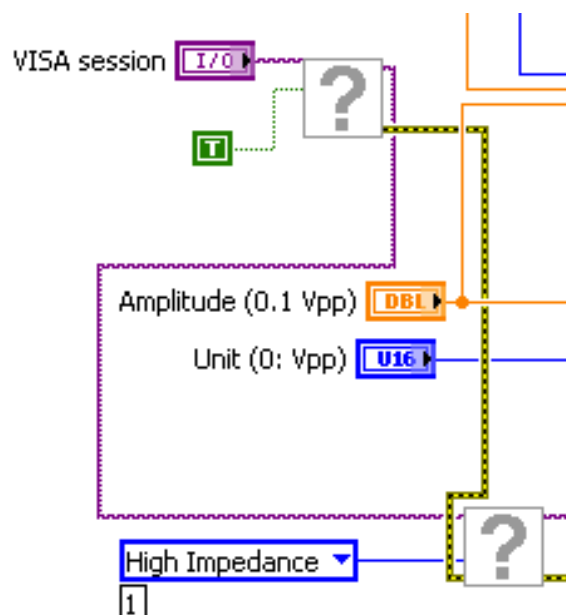 VISA session I/O
?
T
Amplitude (0.1 Vpp) DBL
Unit (0: Vpp) U16
?
High Impedance
1